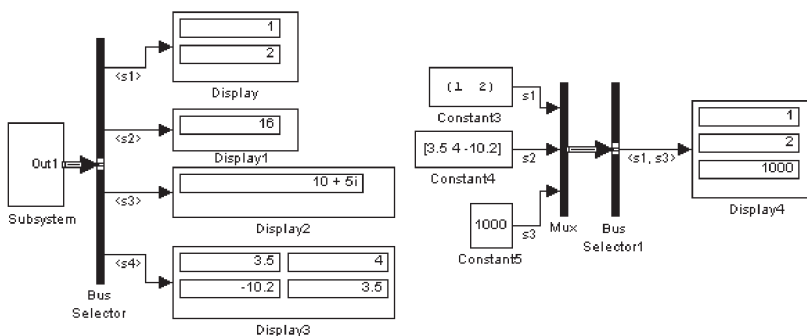 1
2
<s1>
Display
<s2>
16
Display1
Out1
Subsystem
<s3>
10 + 5i
Display2
<s4>
3.5 4
-10.2 3.5
Display3
Bus
Selector
(1 2)
s1
Constant3
[3.5 4 -10.2]
s2
Constant4
1000
s3
Constant5
Mux
Bus
Selector1
<s1, s3>
1
2
1000
Display4